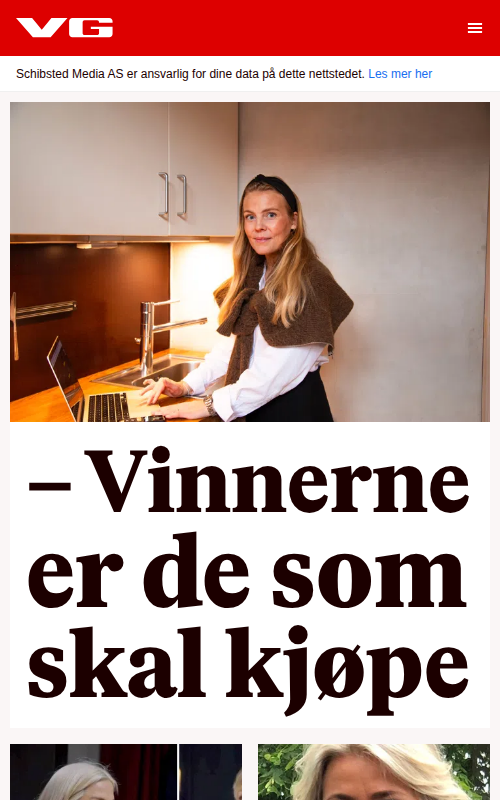 VG
Schibsted Media AS er ansvarlig for dine data på dette nettstedet. Les mer her
– Vinnerne
er de som
skal kjøpe